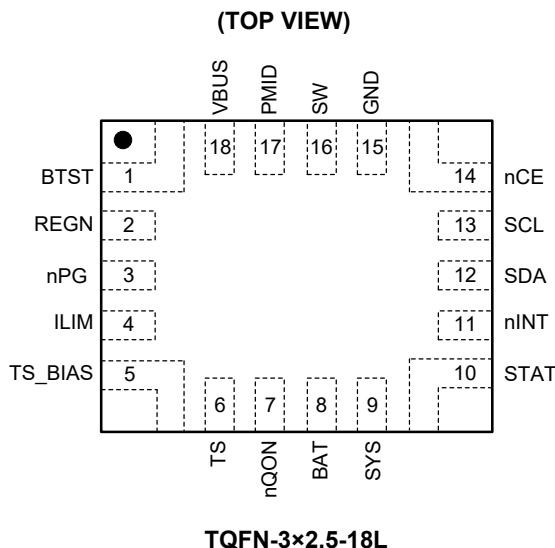 (TOP VIEW)
VBUS PMID SW GND
18 17 16 15
BTST 1 14 nCE
REGN 2 13 SCL
nPG 3 12 SDA
ILIM 4 11 nINT
TS_BIAS 5 10 STAT
6 7 8 9
TS nQON BAT SYS
TQFN-3×2.5-18L